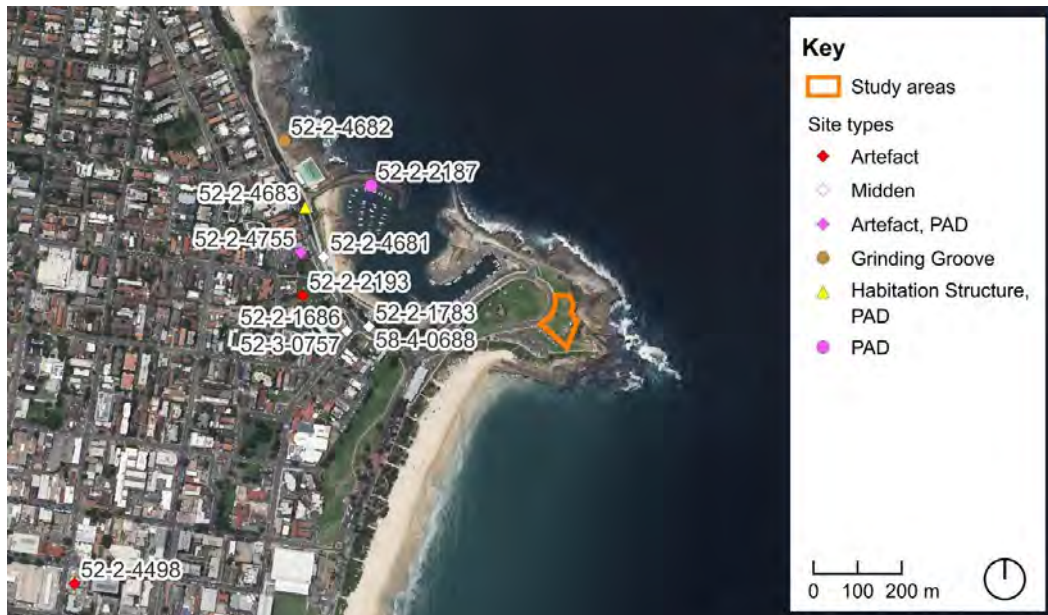 52-2-4682
52-2-2187
52-2-4683
52-2-4755
52-2-4681
52-2-2193
52-2-1686
52-2-1783
52-3-0757
58-4-0688
52-2-4498
Key
Study areas
Site types
Artefact
Midden
Artefact, PAD
Grinding Groove
Habitation Structure,
PAD
PAD
0 100 200 m